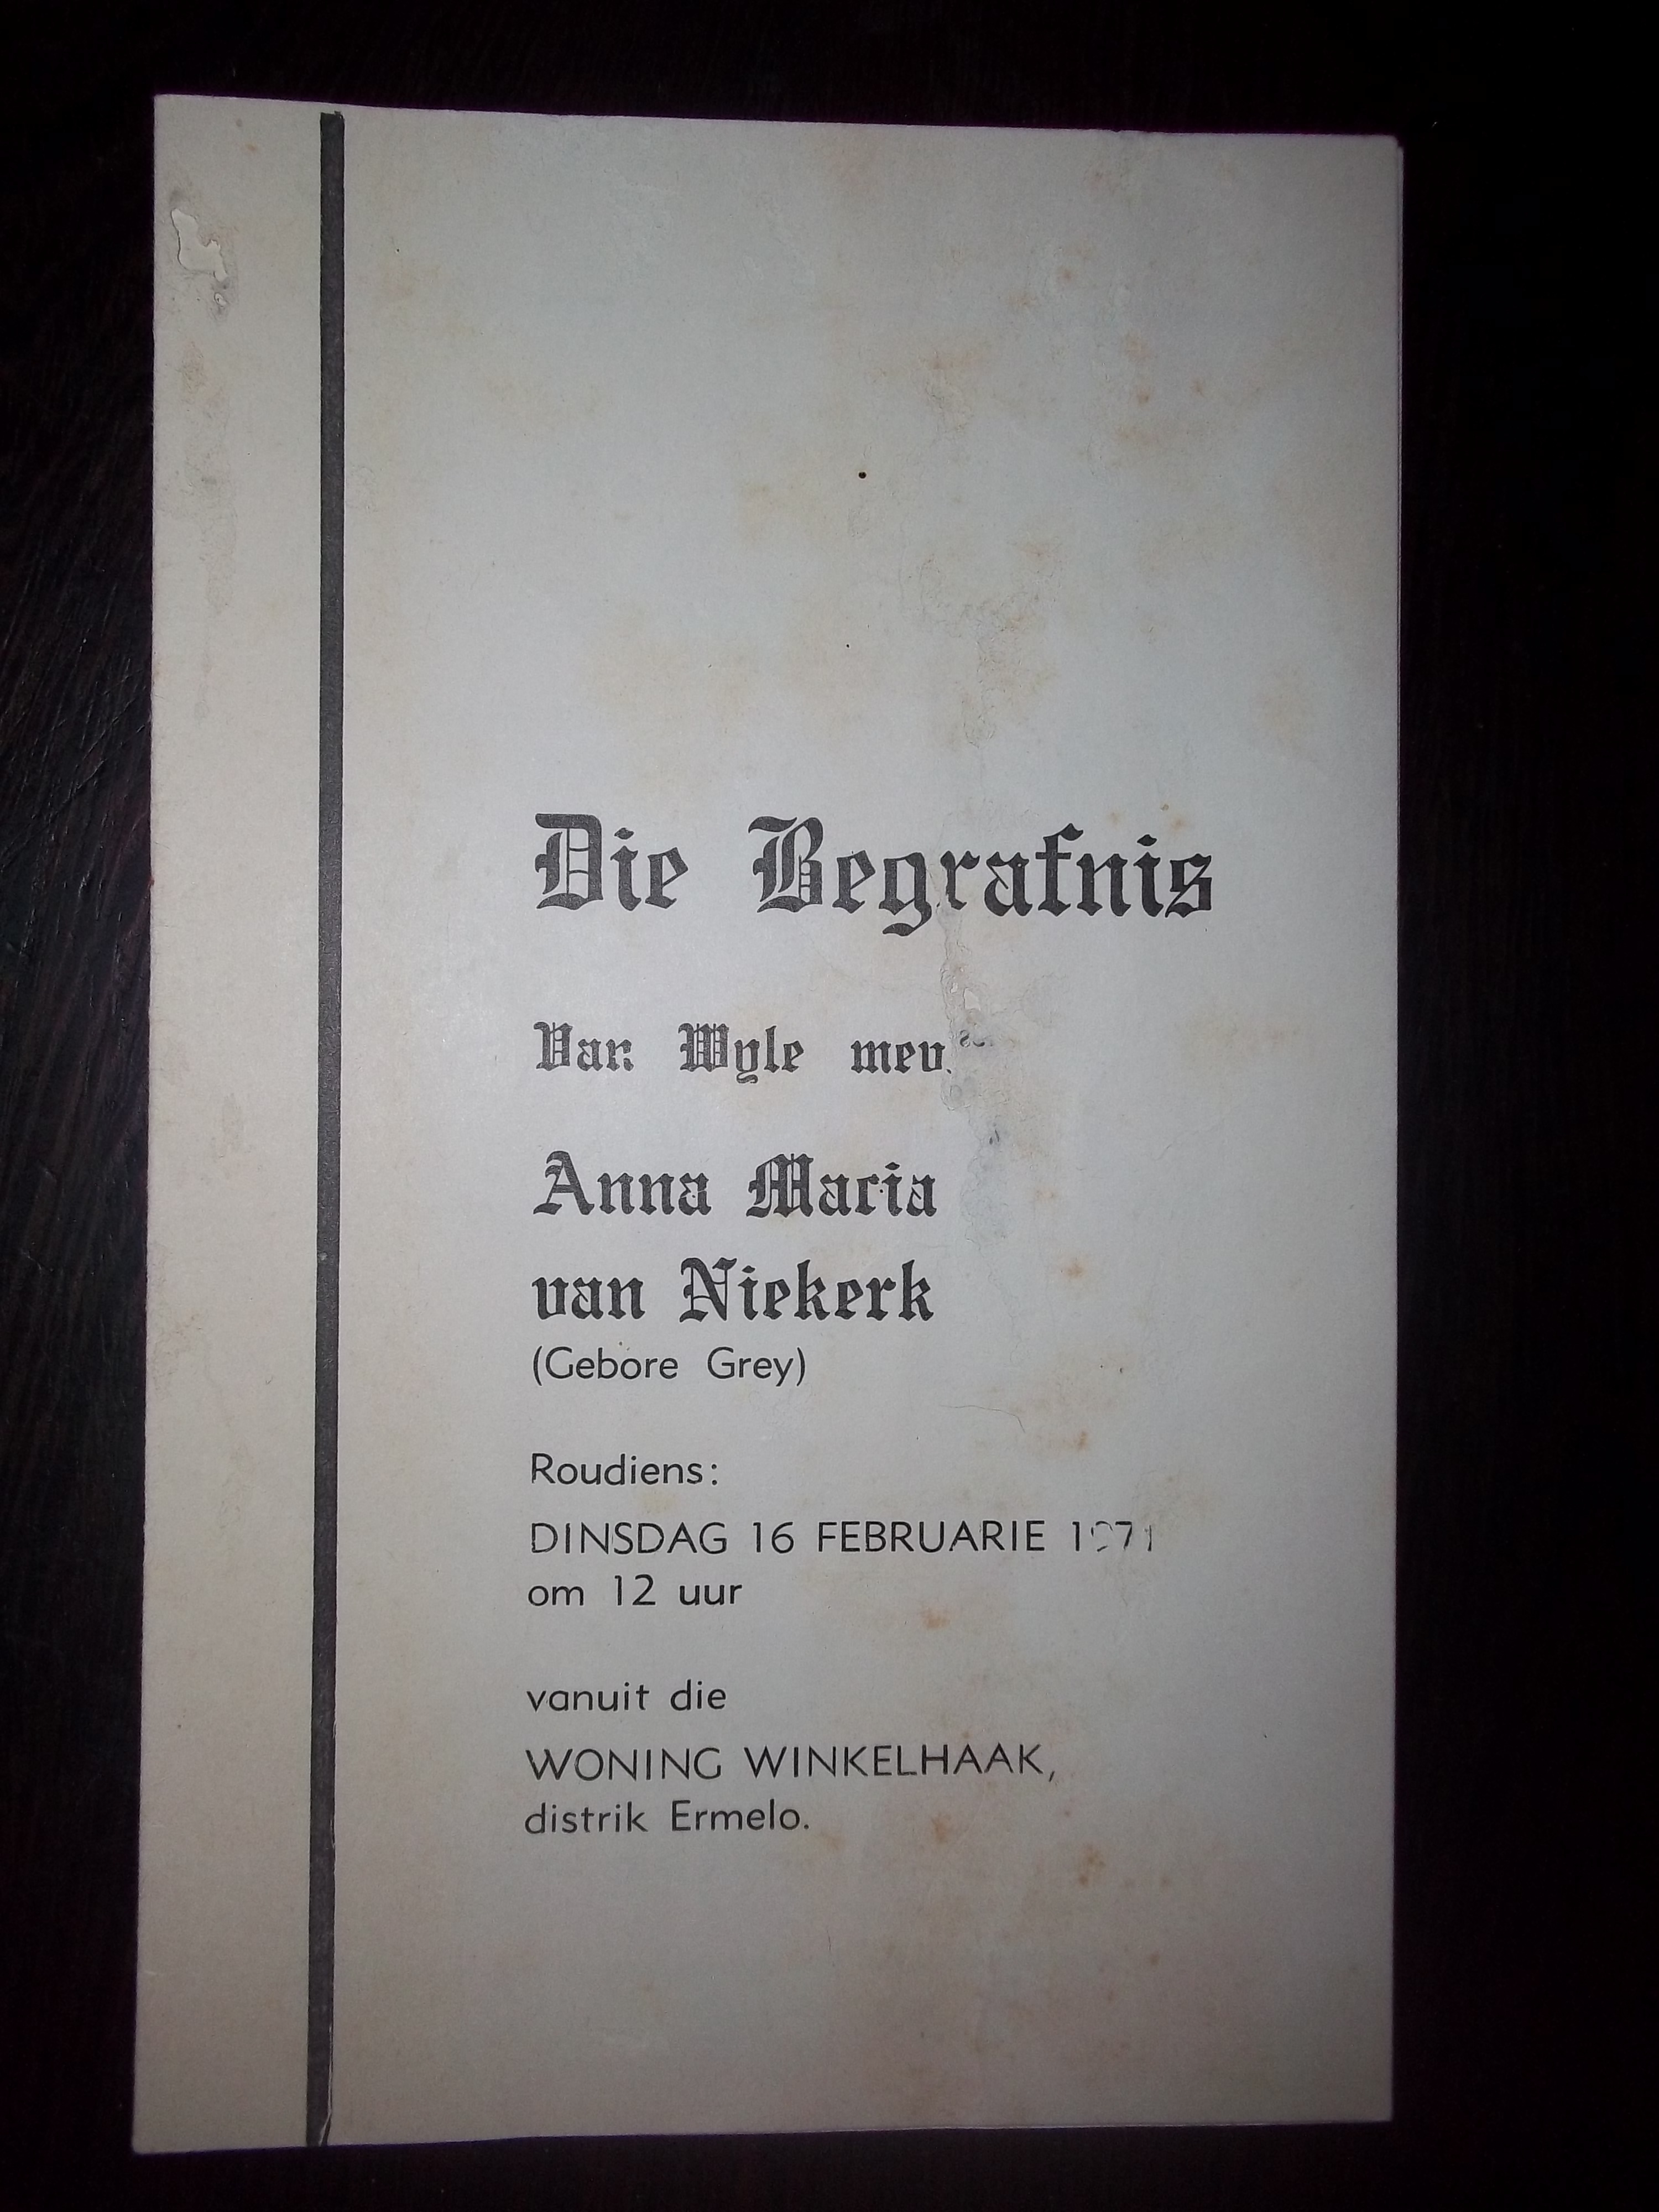 Die Begrafnis
Van Wyle mev.
Anna Maria
van Niekerk
(Gebore Grey)
Roudiens:
DINSDAG 16 FEBRUARIE 1971
om 12 uur
vanuit die
WONING WINKELHAAK,
distrik Ermelo.